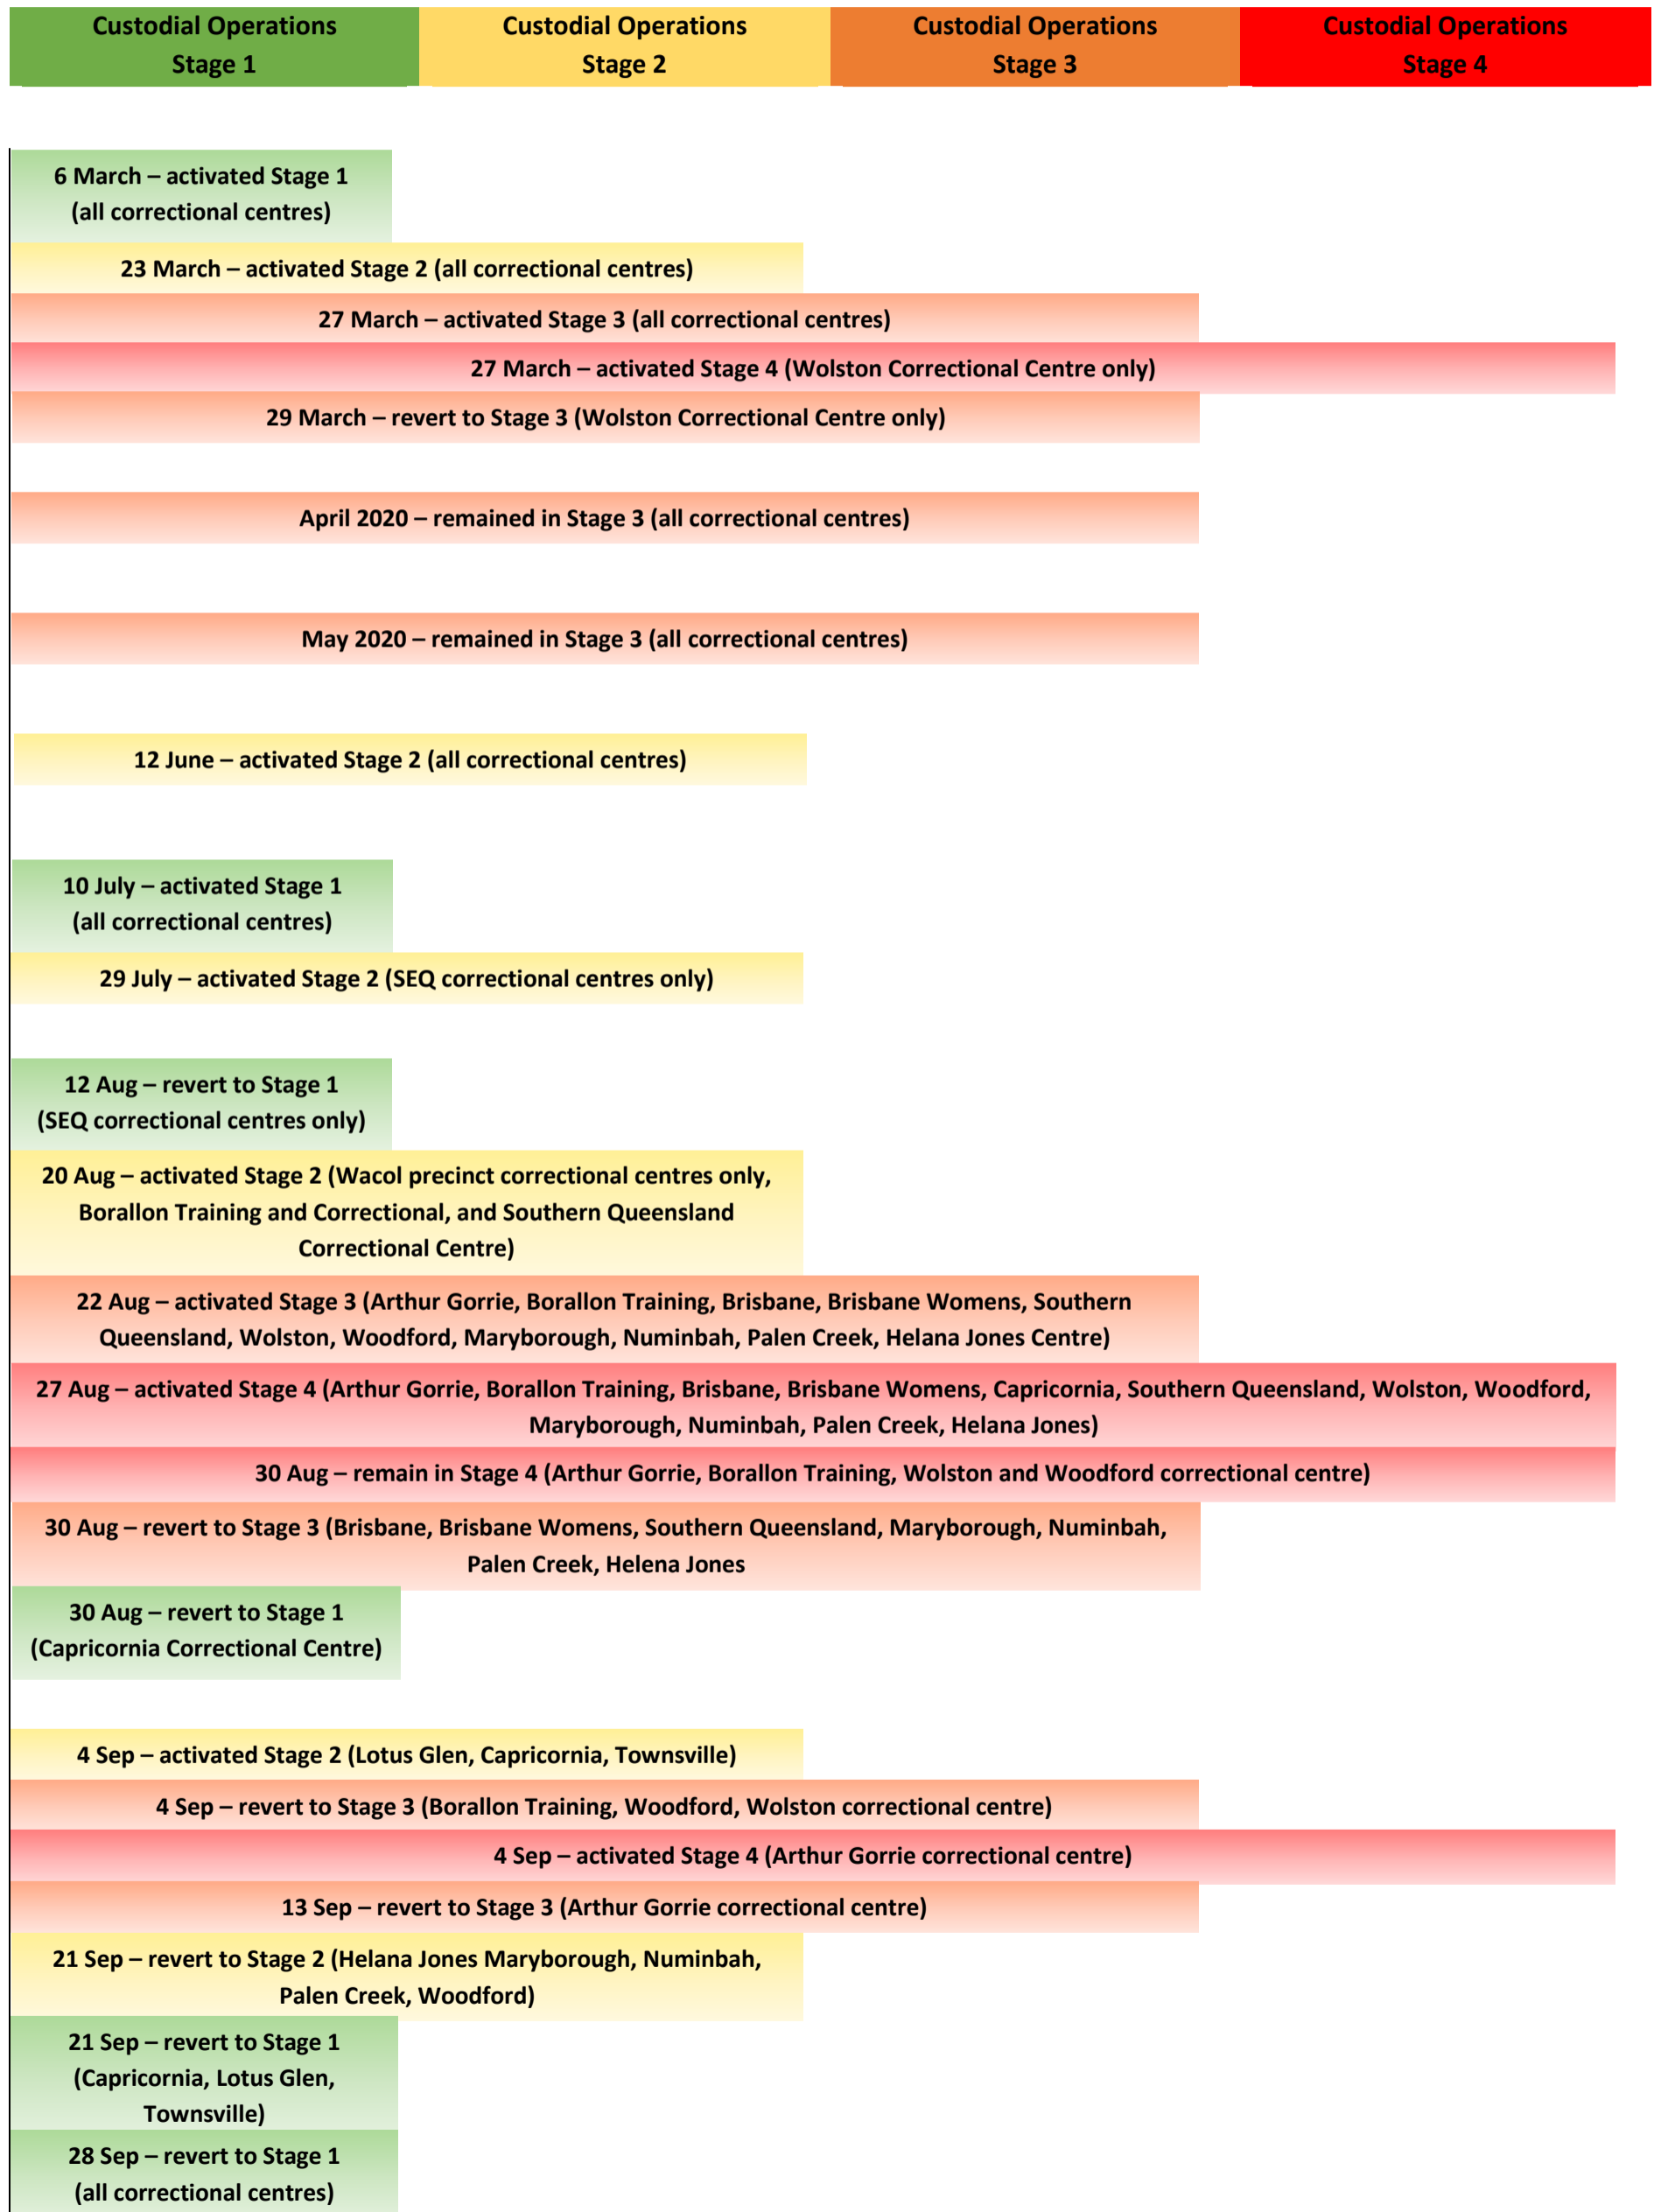 Custodial Operations
Stage 1
Custodial Operations
Stage 2
Custodial Operations
Stage 3
Custodial Operations
Stage 4
6 March – activated Stage 1
(all correctional centres)
23 March – activated Stage 2 (all correctional centres)
27 March – activated Stage 3 (all correctional centres)
27 March – activated Stage 4 (Wolston Correctional Centre only)
29 March – revert to Stage 3 (Wolston Correctional Centre only)
April 2020 – remained in Stage 3 (all correctional centres)
May 2020 – remained in Stage 3 (all correctional centres)
12 June – activated Stage 2 (all correctional centres)
10 July – activated Stage 1
(all correctional centres)
29 July – activated Stage 2 (SEQ correctional centres only)
12 Aug – revert to Stage 1
(SEQ correctional centres only)
20 Aug – activated Stage 2 (Wacol precinct correctional centres only,
Borallon Training and Correctional, and Southern Queensland
Correctional Centre)
22 Aug – activated Stage 3 (Arthur Gorrie, Borallon Training, Brisbane, Brisbane Womens, Southern
Queensland, Wolston, Woodford, Maryborough, Numinbah, Palen Creek, Helana Jones Centre)
27 Aug – activated Stage 4 (Arthur Gorrie, Borallon Training, Brisbane, Brisbane Womens, Capricornia, Southern Queensland, Wolston, Woodford,
Maryborough, Numinbah, Palen Creek, Helana Jones)
30 Aug – remain in Stage 4 (Arthur Gorrie, Borallon Training, Wolston and Woodford correctional centre)
30 Aug – revert to Stage 3 (Brisbane, Brisbane Womens, Southern Queensland, Maryborough, Numinbah,
Palen Creek, Helena Jones
30 Aug – revert to Stage 1
(Capricornia Correctional Centre)
4 Sep – activated Stage 2 (Lotus Glen, Capricornia, Townsville)
4 Sep – revert to Stage 3 (Borallon Training, Woodford, Wolston correctional centre)
4 Sep – activated Stage 4 (Arthur Gorrie correctional centre)
13 Sep – revert to Stage 3 (Arthur Gorrie correctional centre)
21 Sep – revert to Stage 2 (Helana Jones Maryborough, Numinbah,
Palen Creek, Woodford)
21 Sep – revert to Stage 1
(Capricornia, Lotus Glen,
Townsville)
28 Sep – revert to Stage 1
(all correctional centres)